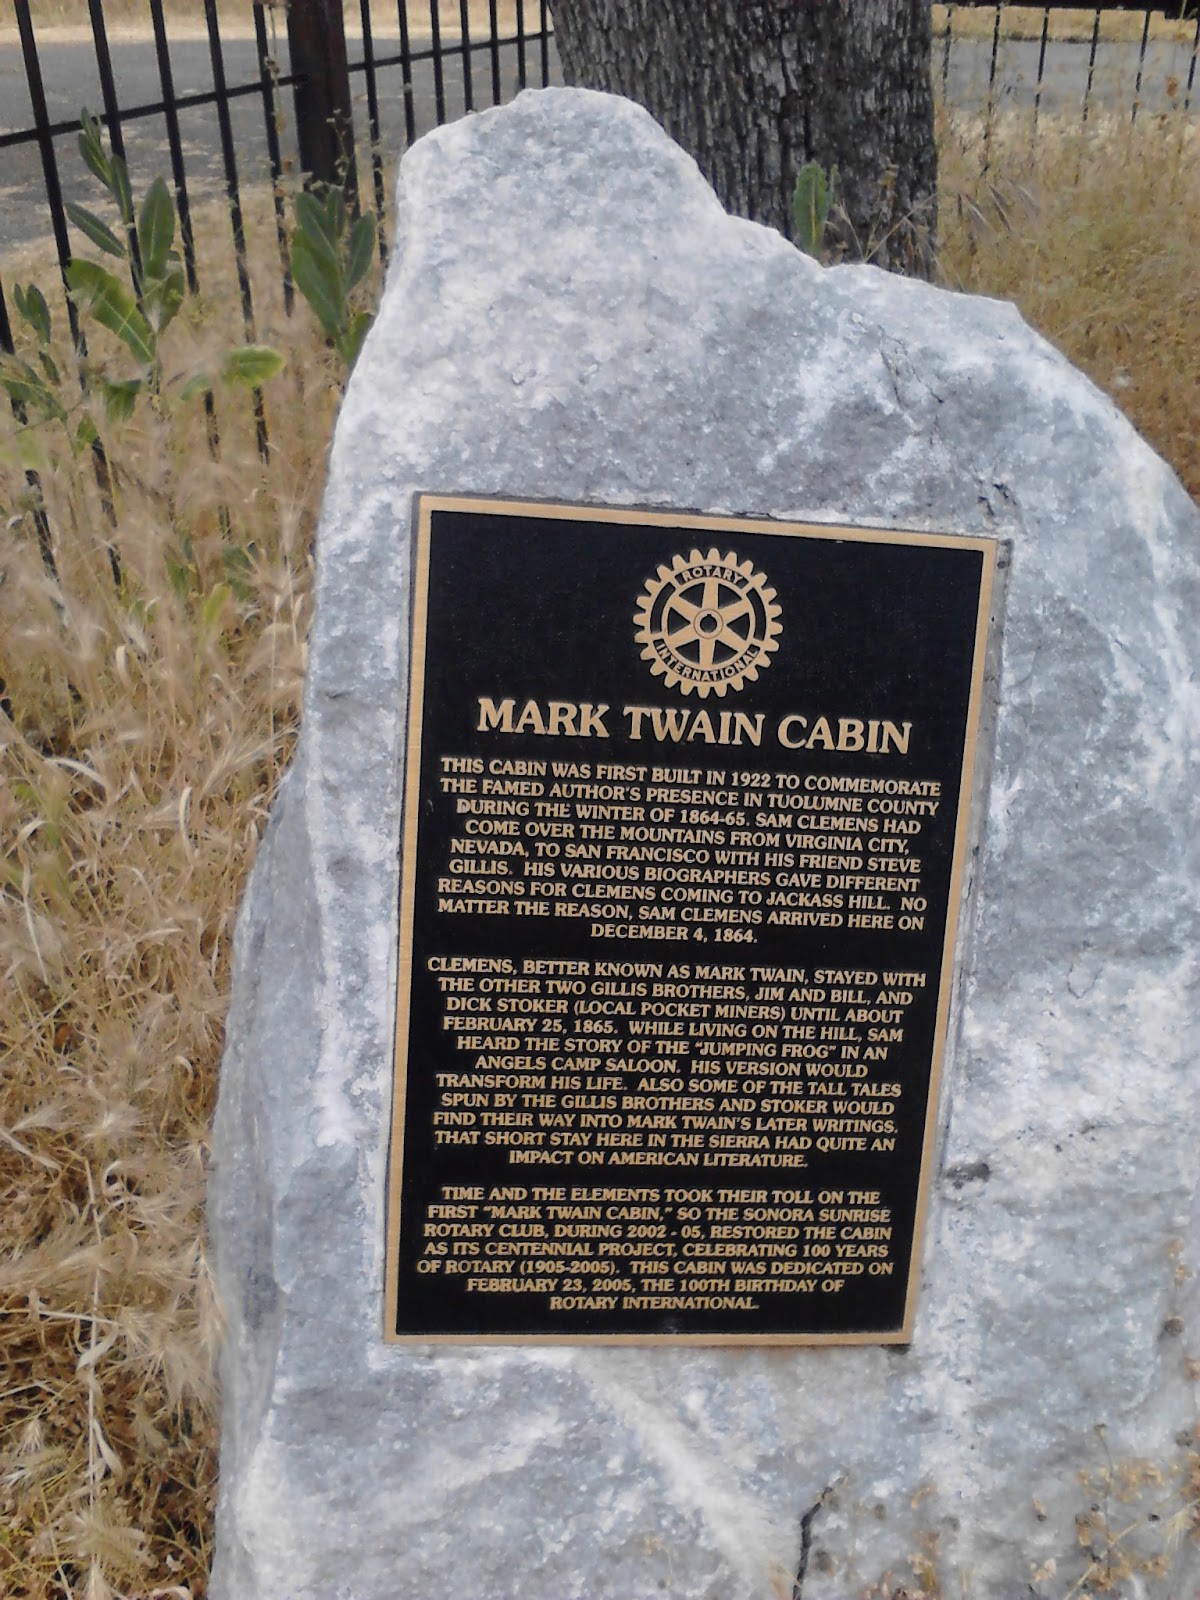 ROTARY
INTERNATIONAL
MARK TWAIN CABIN
THIS CABIN WAS FIRST BUILT IN 1922 TO COMMEMORATE
THE FAMED AUTHOR'S PRESENCE IN TUOLUMNE COUNTY
DURING THE WINTER OF 1864-65. SAM CLEMENS HAD
COME OVER THE MOUNTAINS FROM VIRGINIA CITY,
NEVADA, TO SAN FRANCISCO WITH HIS FRIEND STEVE
GILLIS. HIS VARIOUS BIOGRAPHERS GAVE DIFFERENT
REASONS FOR CLEMENS COMING TO JACKASS HILL. NO
MATTER THE REASON, SAM CLEMENS ARRIVED HERE ON
DECEMBER 4, 1864.
CLEMENS, BETTER KNOWN AS MARK TWAIN, STAYED WITH
THE OTHER TWO GILLIS BROTHERS, JIM AND BILL, AND
DICK STOKER (LOCAL POCKET MINERS) UNTIL ABOUT
FEBRUARY 25, 1865. WHILE LIVING ON THE HILL, SAM
HEARD THE STORY OF THE "JUMPING FROG" IN AN
ANGELS CAMP SALOON. HIS VERSION WOULD
TRANSFORM HIS LIFE. ALSO SOME OF THE TALL TALES
SPUN BY THE GILLIS BROTHERS AND STOKER WOULD
FIND THEIR WAY INTO MARK TWAIN'S LATER WRITINGS.
THAT SHORT STAY HERE IN THE SIERRA HAD QUITE AN
IMPACT ON AMERICAN LITERATURE.
TIME AND THE ELEMENTS TOOK THEIR TOLL ON THE
FIRST "MARK TWAIN CABIN," SO THE SONORA SUNRISE
ROTARY CLUB, DURING 2002 - 05, RESTORED THE CABIN
AS ITS CENTENNIAL PROJECT, CELEBRATING 100 YEARS
OF ROTARY (1905-2005). THIS CABIN WAS DEDICATED ON
FEBRUARY 23, 2005, THE 100TH BIRTHDAY OF
ROTARY INTERNATIONAL.